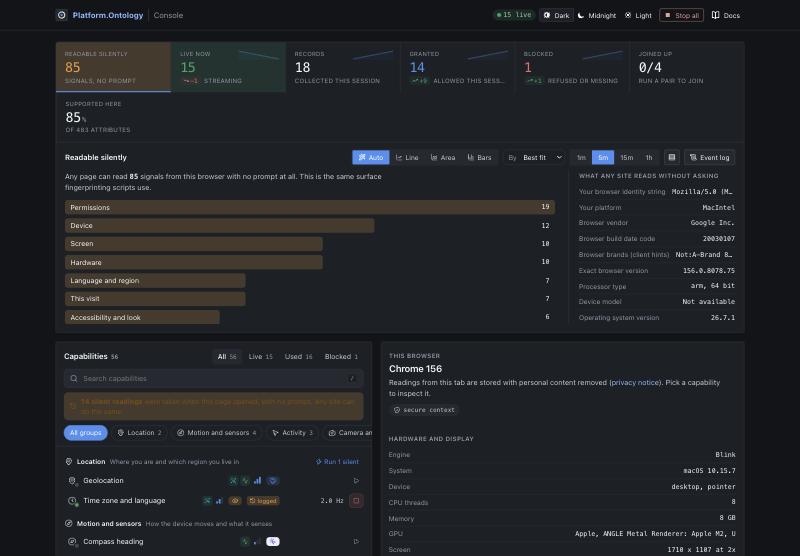 Platform.Ontology Console
15 live Dark Midnight Light Stop all Docs
READABLE SILENTLY
85
SIGNALS, NO PROMPT
LIVE NOW
15
−1 STREAMING
RECORDS
18
COLLECTED THIS SESSION
GRANTED
14
+9 ALLOWED THIS SESS…
BLOCKED
1
+1 REFUSED OR MISSING
JOINED UP
0/4
RUN A PAIR TO JOIN
SUPPORTED HERE
85%
OF 483 ATTRIBUTES
Readable silently
Auto Line Area Bars By Best fit 1m 5m 15m 1h Event log
Any page can read 85 signals from this browser with no prompt at all. This is the same surface
fingerprinting scripts use.
Permissions 19
Device 12
Screen 10
Hardware 10
Language and region 7
This visit 7
Accessibility and look 6
WHAT ANY SITE READS WITHOUT ASKING
Your browser identity string Mozilla/5.0 (M…
Your platform MacIntel
Browser vendor Google Inc.
Browser build date code 20030107
Browser brands (client hints) Not:A-Brand 8…
Exact browser version 156.0.8078.75
Processor type arm, 64 bit
Device model Not available
Operating system version 26.7.1
Capabilities 56
All 56 Live 15 Used 16 Blocked 1
Search capabilities /
14 silent readings were taken when this page opened, with no prompt. Any site can
do the same.
All groups Location 2 Motion and sensors 4 Activity 3 Camera an
Location Where you are and which region you live in Run 1 silent
Geolocation
Time zone and language logged 2.0 Hz
Motion and sensors How the device moves and what it senses
Compass heading
THIS BROWSER
Chrome 156
Readings from this tab are stored with personal content removed (privacy notice). Pick a capability
to inspect it.
secure context
HARDWARE AND DISPLAY
Engine Blink
System macOS 10.15.7
Device desktop, pointer
CPU threads 8
Memory 8 GB
GPU Apple, ANGLE Metal Renderer: Apple M2, U
Screen 1710 x 1107 at 2x